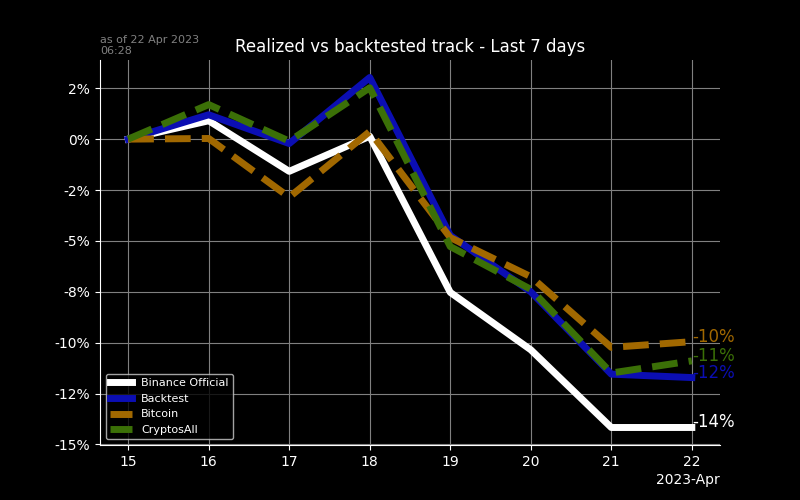 as of 22 Apr 2023
06:28
Realized vs backtested track - Last 7 days
2%
0%
-2%
-5%
-8%
-10%
-12%
-15%
-10%
-11%
-12%
-14%
Binance Official
Backtest
Bitcoin
CryptosAll
15 16 17 18 19 20 21 22
2023-Apr